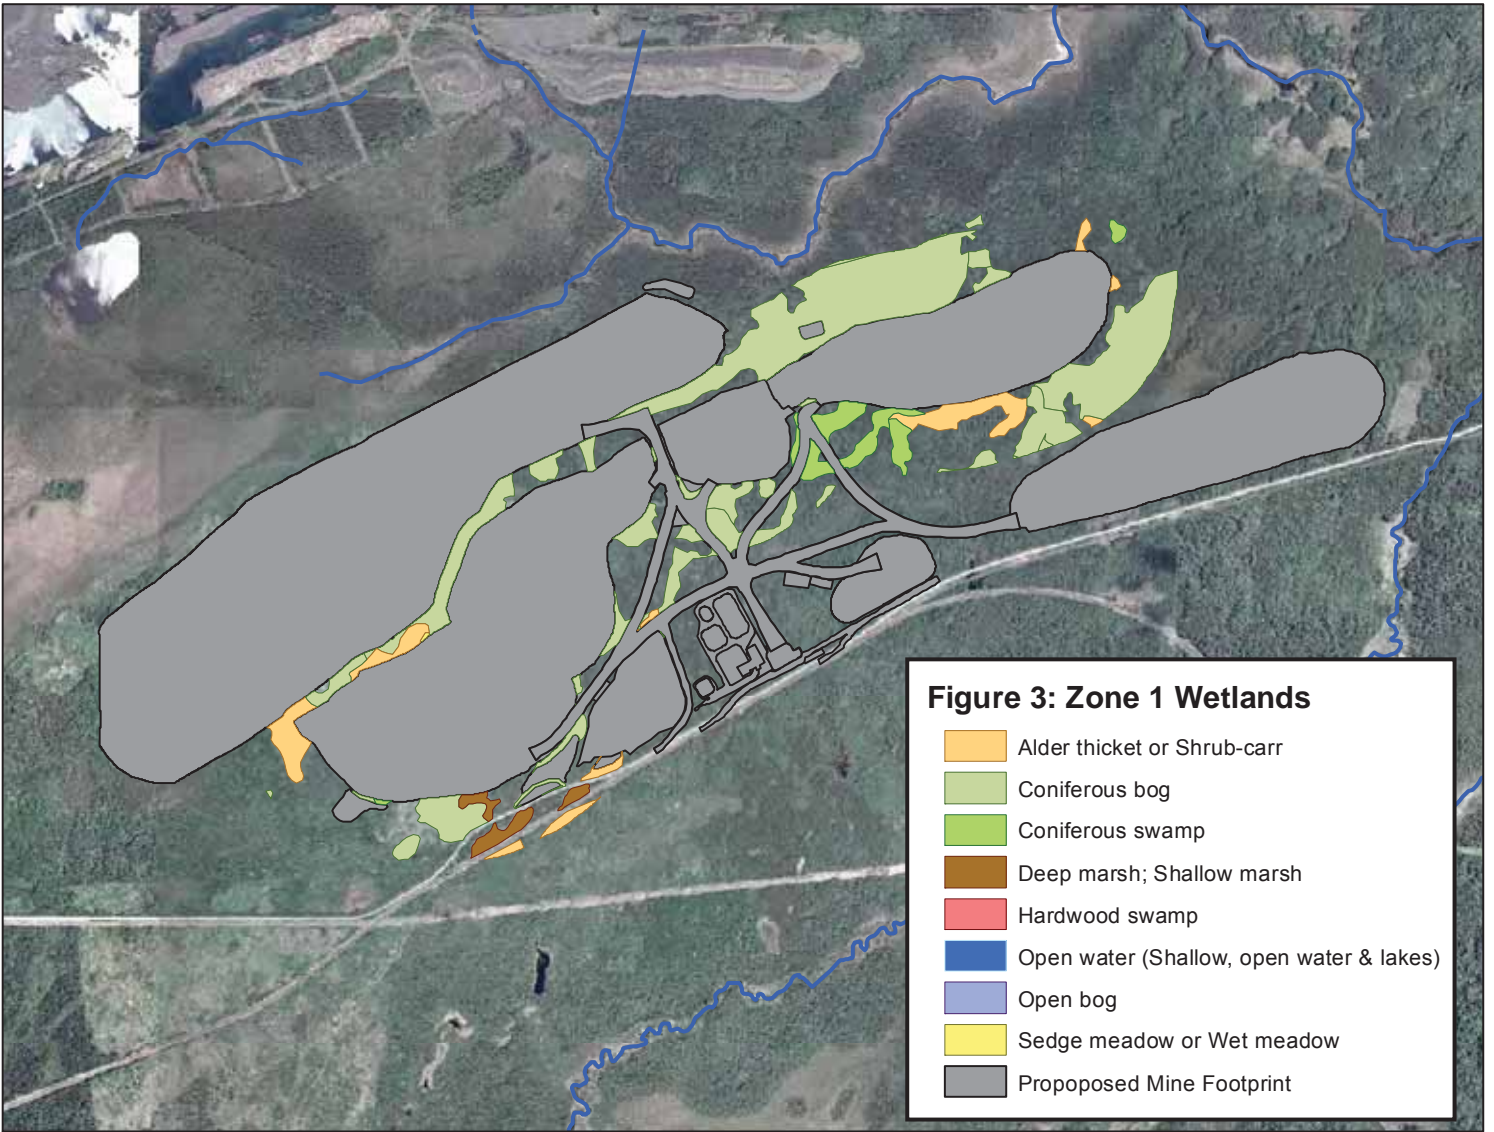 Figure 3: Zone 1 Wetlands
Alder thicket or Shrub-carr
Coniferous bog
Coniferous swamp
Deep marsh; Shallow marsh
Hardwood swamp
Open water (Shallow, open water & lakes)
Open bog
Sedge meadow or Wet meadow
Propoposed Mine Footprint